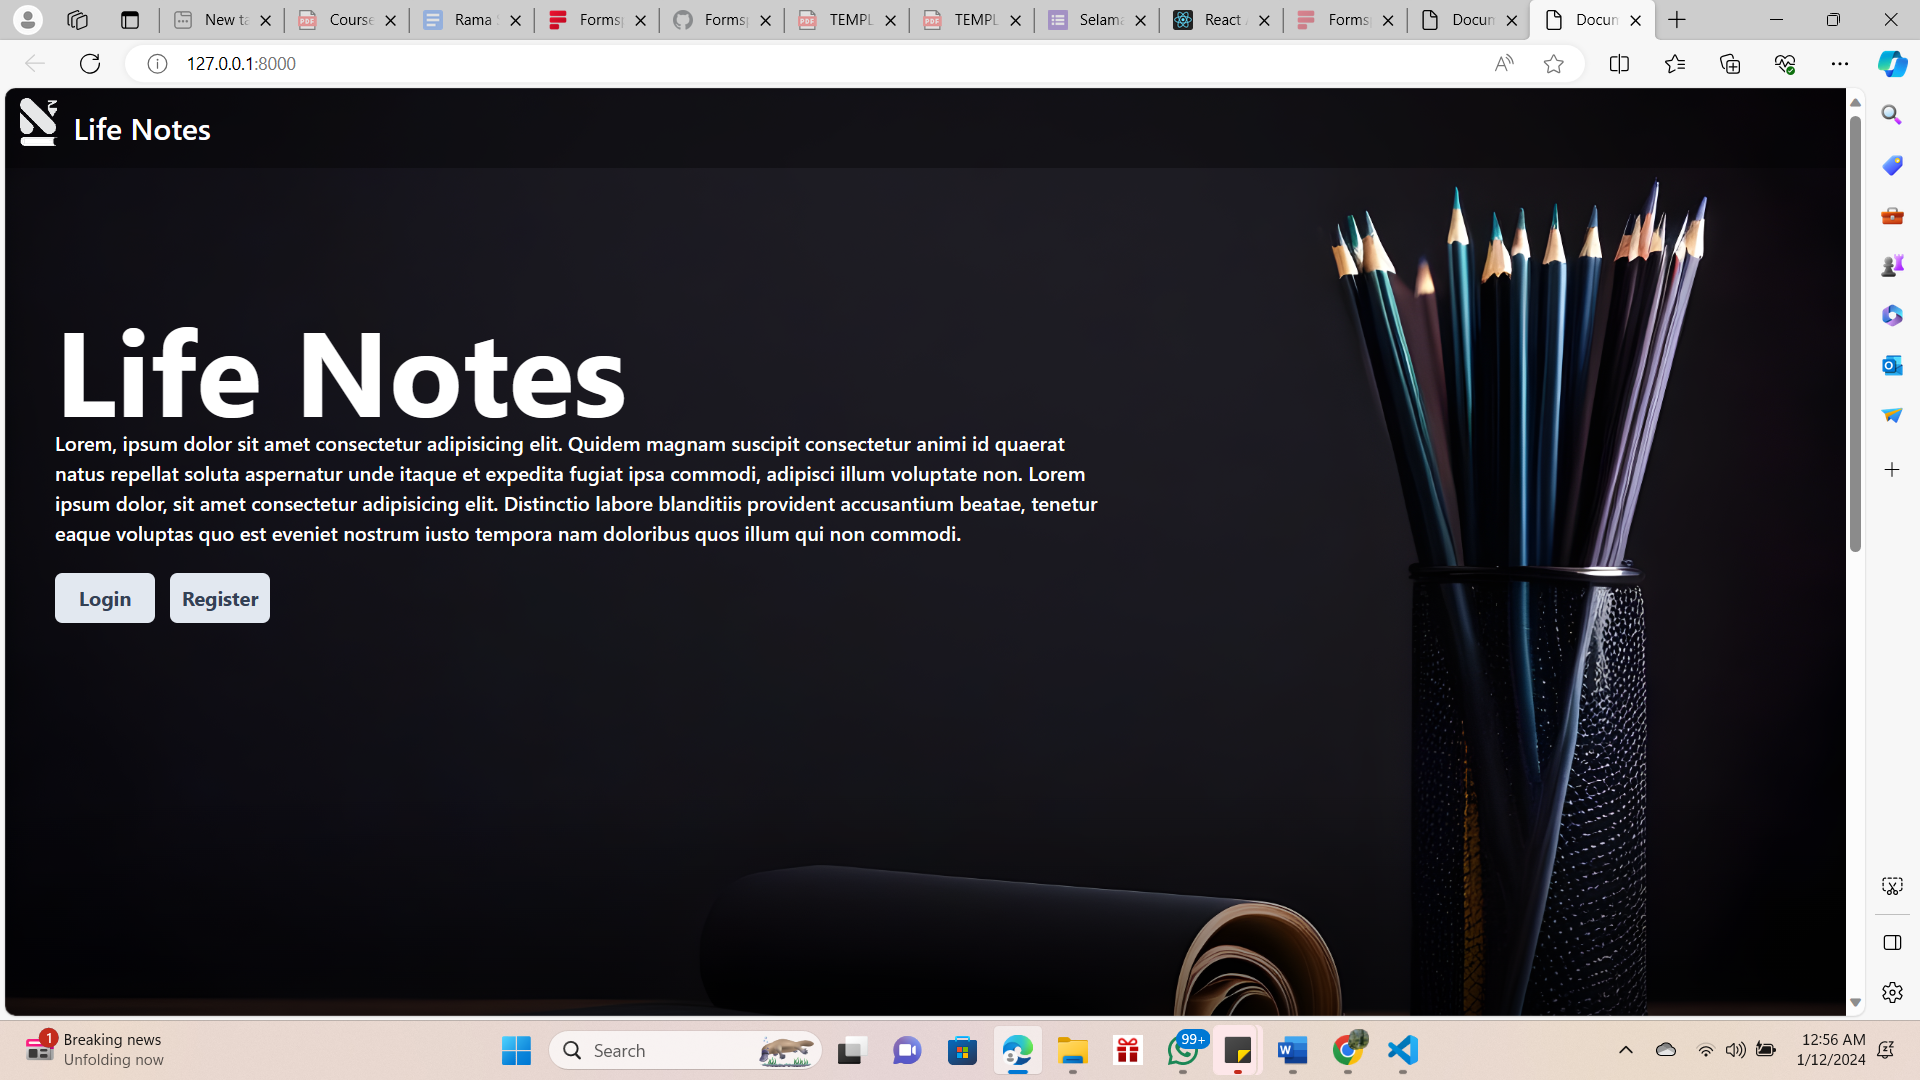 New ta
Course
Rama S
Forms
Forms
TEMPL
TEMPL
Selama
React
Forms
Docun
Docun
127.0.0.1:8000
Life Notes
Life Notes
Lorem, ipsum dolor sit amet consectetur adipisicing elit. Quidem magnam suscipit consectetur animi id quaerat
natus repellat soluta aspernatur unde itaque et expedita fugiat ipsa commodi, adipisci illum voluptate non. Lorem
ipsum dolor, sit amet consectetur adipisicing elit. Distinctio labore blanditiis provident accusantium beatae, tenetur
eaque voluptas quo est eveniet nostrum iusto tempora nam doloribus quos illum qui non commodi.
Login Register
1
Breaking news
Unfolding now
Search
99+
12:56 AM
1/12/2024